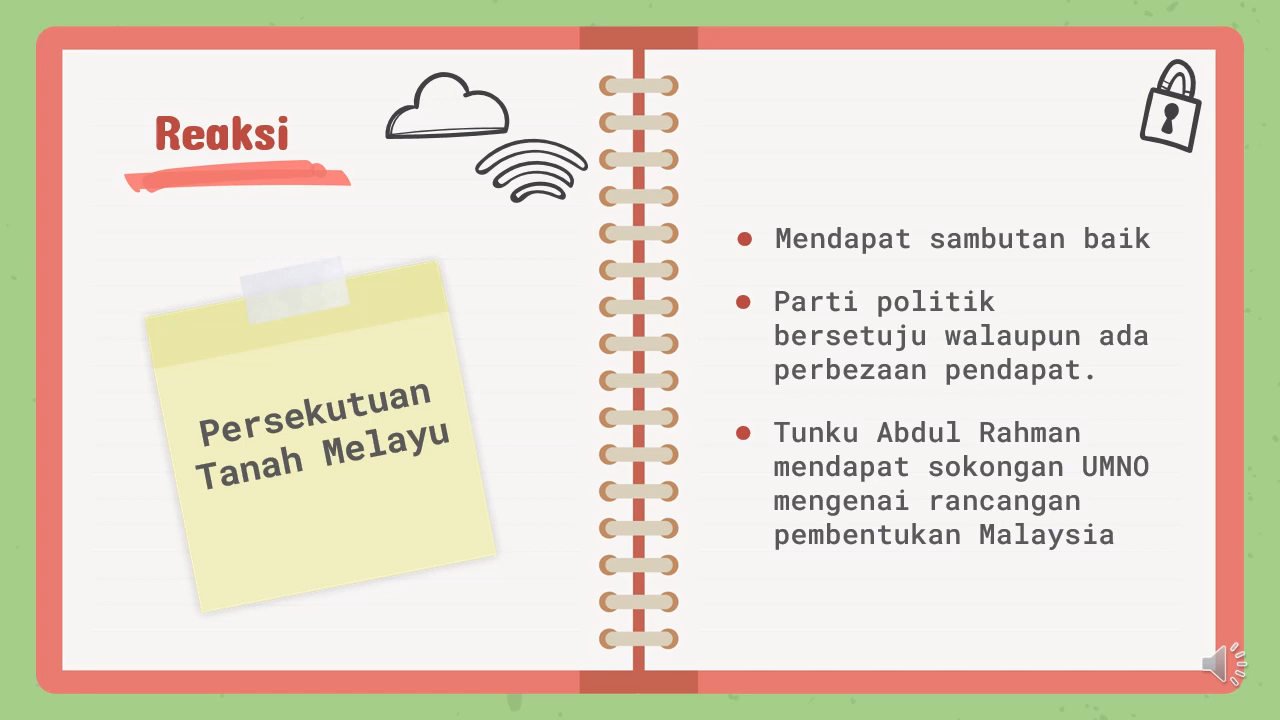 Reaksi
Persekutuan
Tanah Melayu
Mendapat sambutan baik
Parti politik
bersetuju walaupun ada
perbezaan pendapat.
Tunku Abdul Rahman
mendapat sokongan UMNO
mengenai rancangan
pembentukan Malaysia